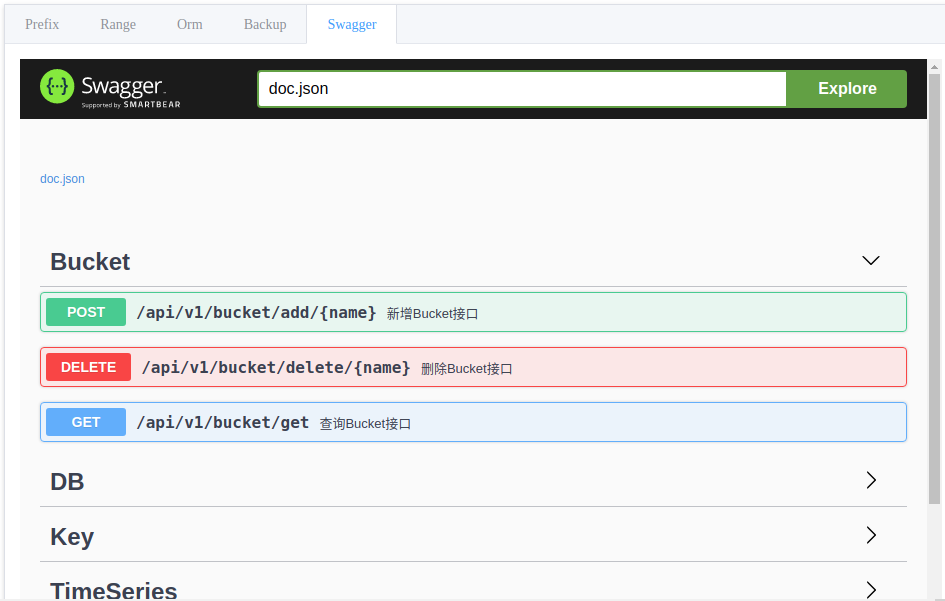 Prefix Range Orm Backup Swagger
{··} Swagger. doc.json Explore
Supported by SMARTBEAR
doc.json
Bucket
POST /api/v1/bucket/add/{name} 新增Bucket接口
DELETE /api/v1/bucket/delete/{name} 删除Bucket接口
GET /api/v1/bucket/get 查询Bucket接口
DB
Key
TimeSeries